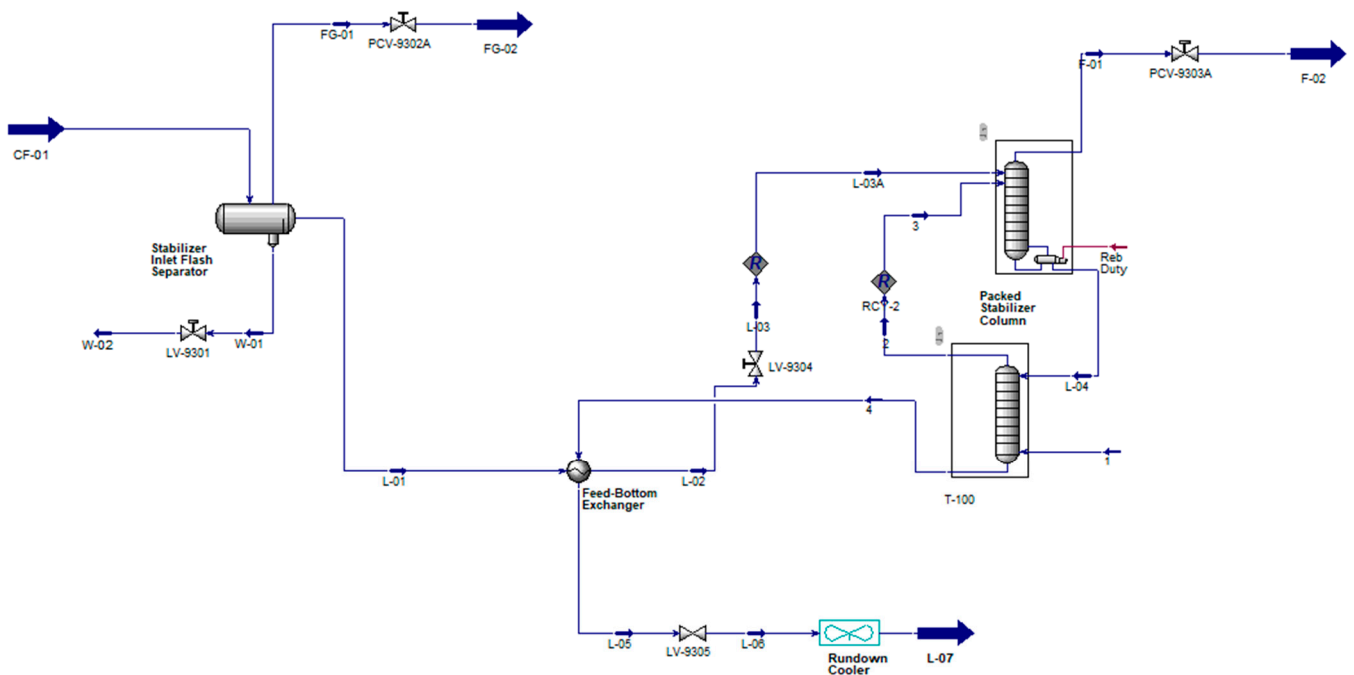 FG-01
PCV-9302A
FG-02
F-01
PCV-9303A
F-02
CF-01
L-03A
Stabilizer
Inlet Flash
Separator
3
R
Reb
Duty
R
RCY-2
Packed
Stabilizer
Column
L-03
2
W-02
LV-9301
W-01
LV-9304
L-04
4
1
L-01
L-02
Feed-Bottom
Exchanger
T-100
L-05
LV-9305
L-06
Rundown
Cooler
L-07